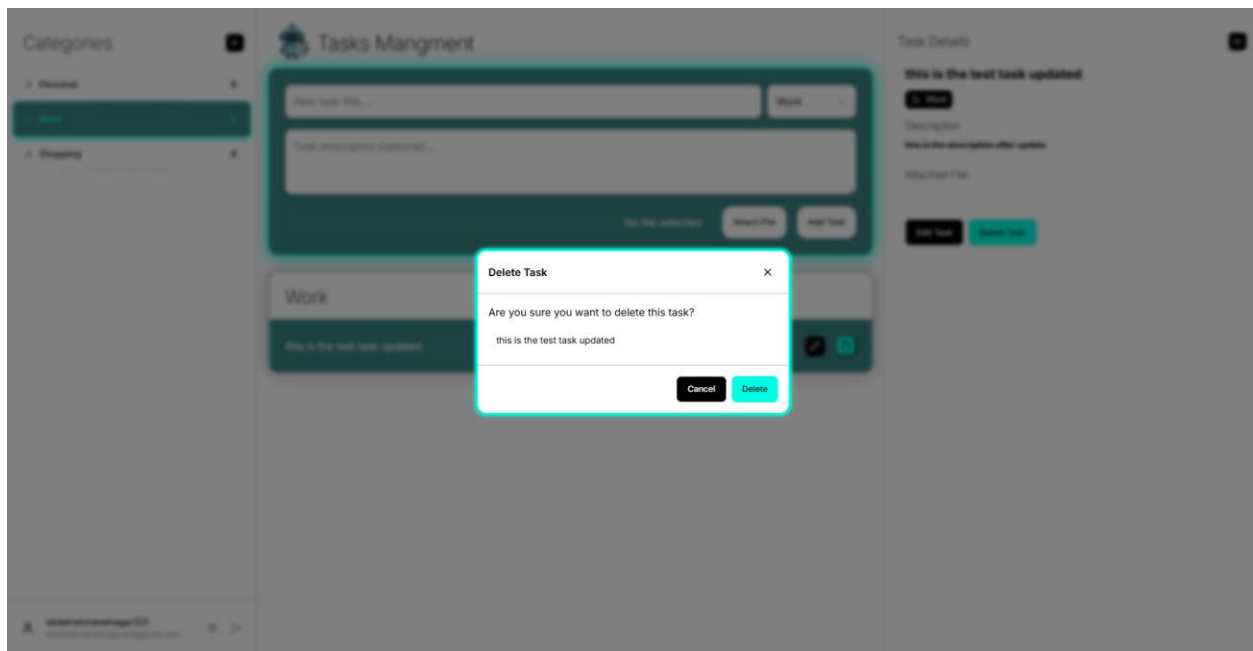 Categories
Personal
Work
Shopping
Tasks Mangment
New task title...
Work
Task description (optional)...
No file selected
Attach File
Add Task
Work
this is the test task updated
Delete Task
Are you sure you want to delete this task?
this is the test task updated
Cancel
Delete
Task Details
this is the test task updated
Work
Description
this is the description after update
Attached File
Edit Task
Delete Task